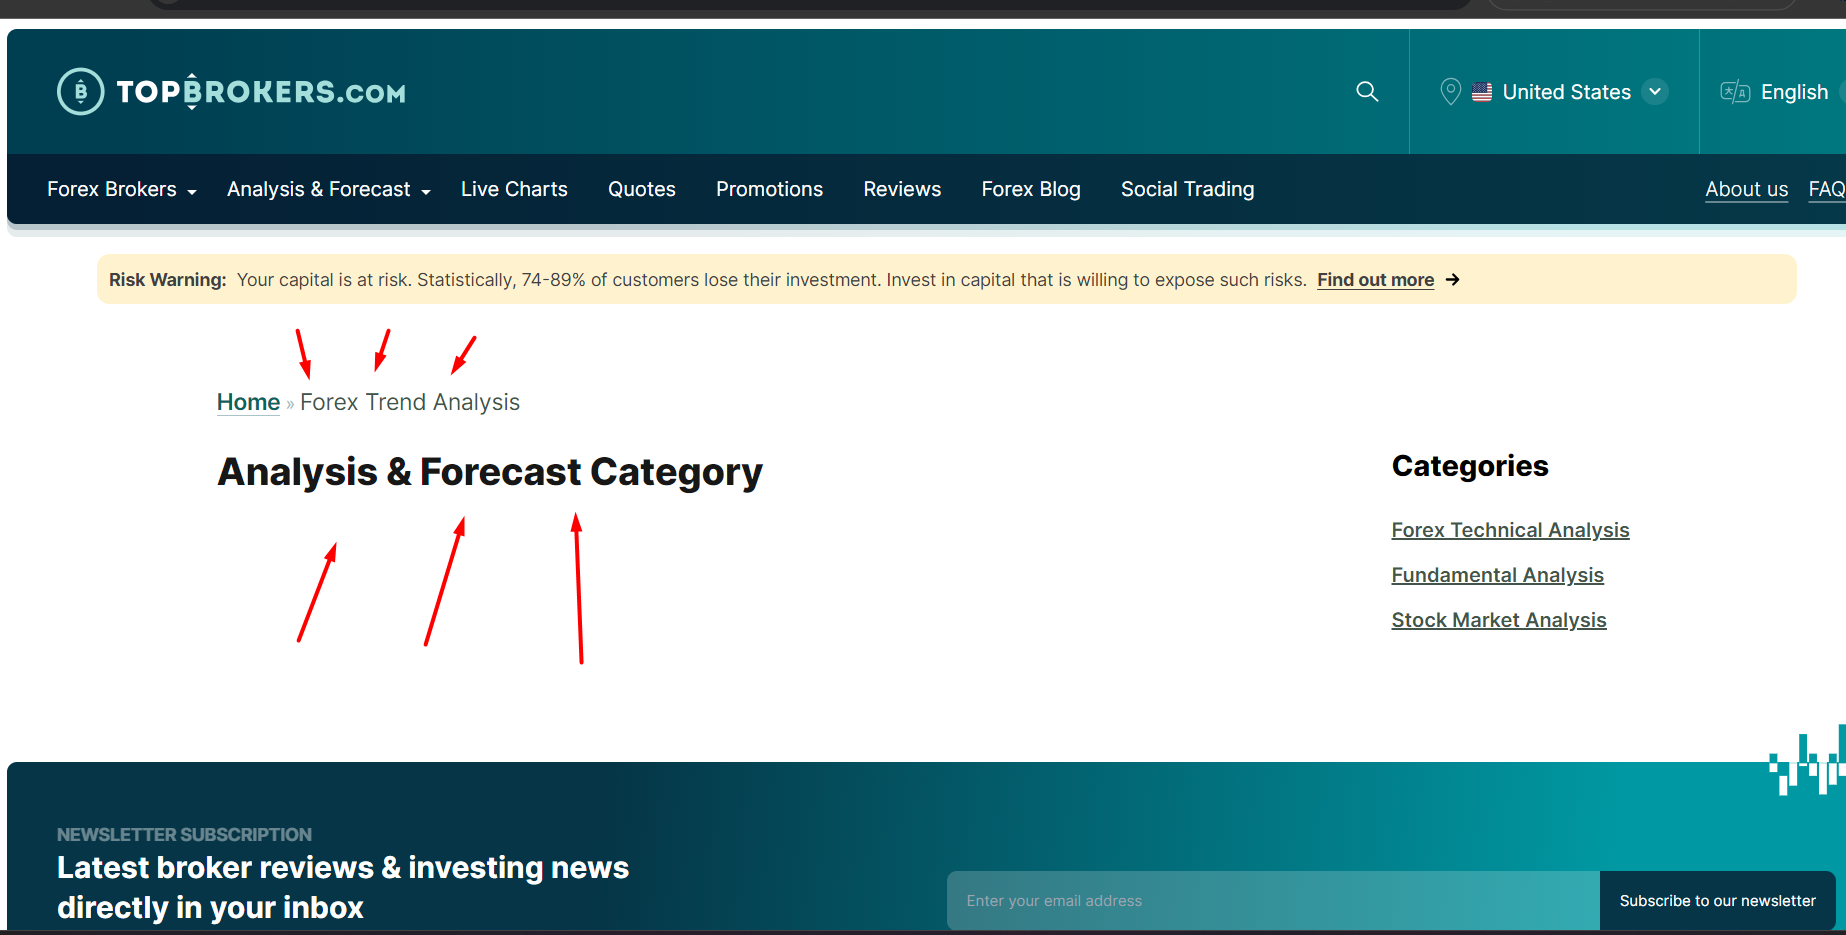 TOPBROKERS.COM
United States
English
Forex Brokers
Analysis & Forecast
Live Charts
Quotes
Promotions
Reviews
Forex Blog
Social Trading
About us
FAQ
Risk Warning: Your capital is at risk. Statistically, 74-89% of customers lose their investment. Invest in capital that is willing to expose such risks. Find out more →
Home » Forex Trend Analysis
Analysis & Forecast Category
Categories
Forex Technical Analysis
Fundamental Analysis
Stock Market Analysis
NEWSLETTER SUBSCRIPTION
Latest broker reviews & investing news
directly in your inbox
Enter your email address
Subscribe to our newsletter